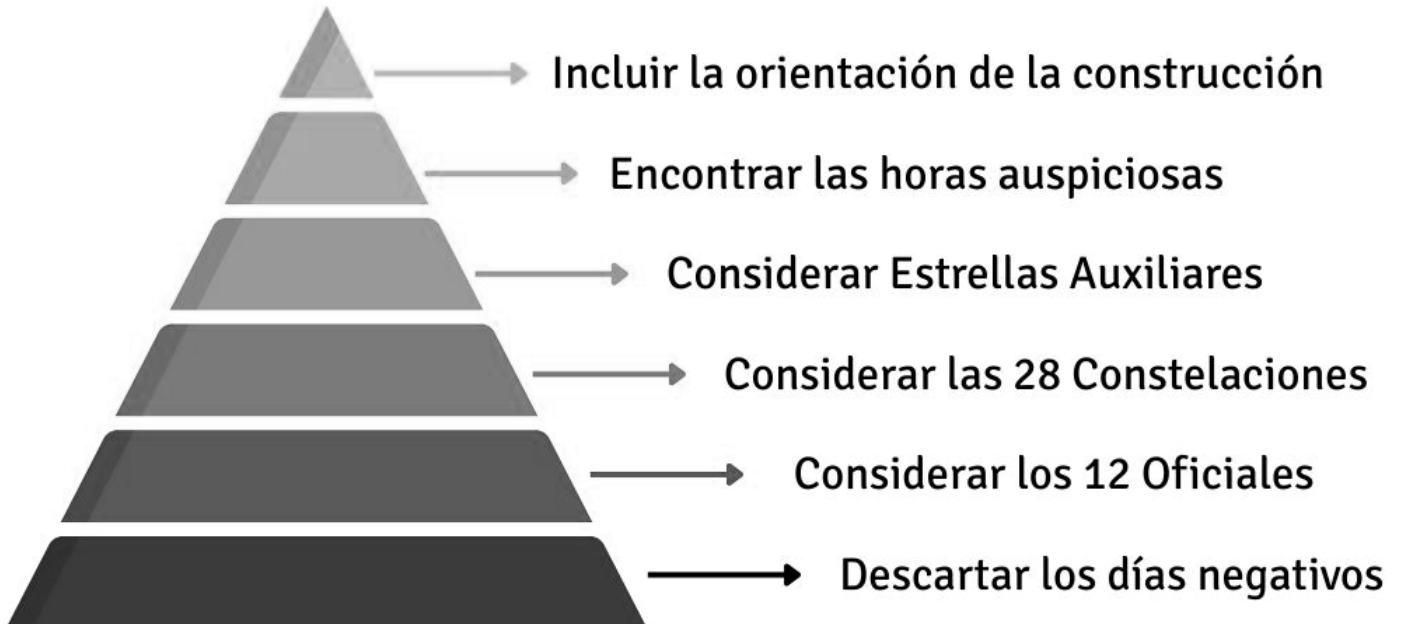 Incluir la orientación de la construcción
Encontrar las horas auspiciosas
Considerar Estrellas Auxiliares
Considerar las 28 Constelaciones
Considerar los 12 Oficiales
Descartar los días negativos